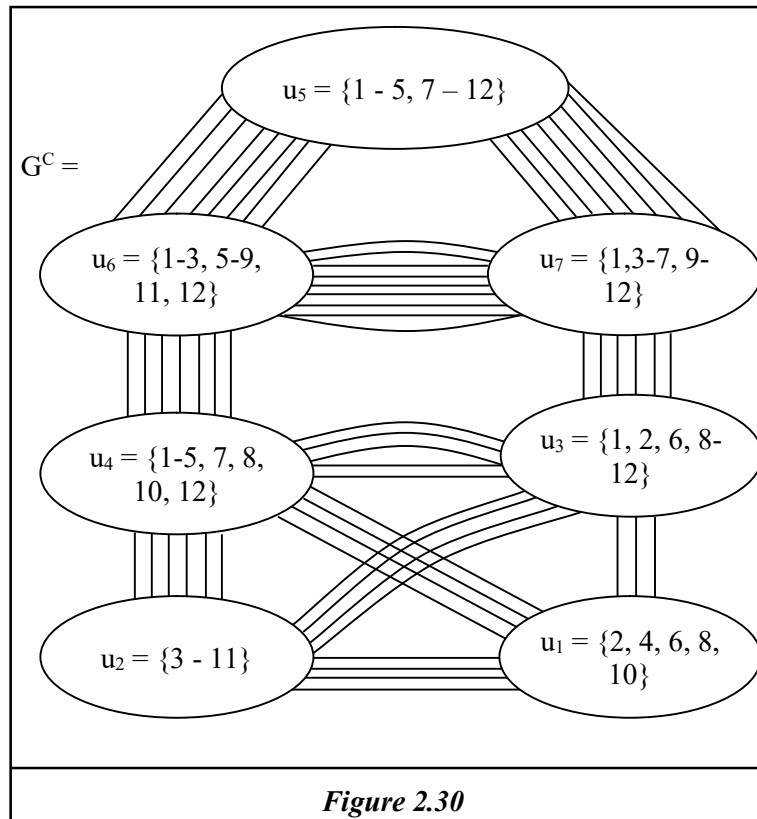 u₅ = {1 - 5, 7 – 12}
Gᶜ =
u₆ = {1-3, 5-9,
11, 12}
u₇ = {1,3-7, 9-
12}
u₄ = {1-5, 7, 8,
10, 12}
u₃ = {1, 2, 6, 8-
12}
u₂ = {3 - 11}
u₁ = {2, 4, 6, 8,
10}
Figure 2.30